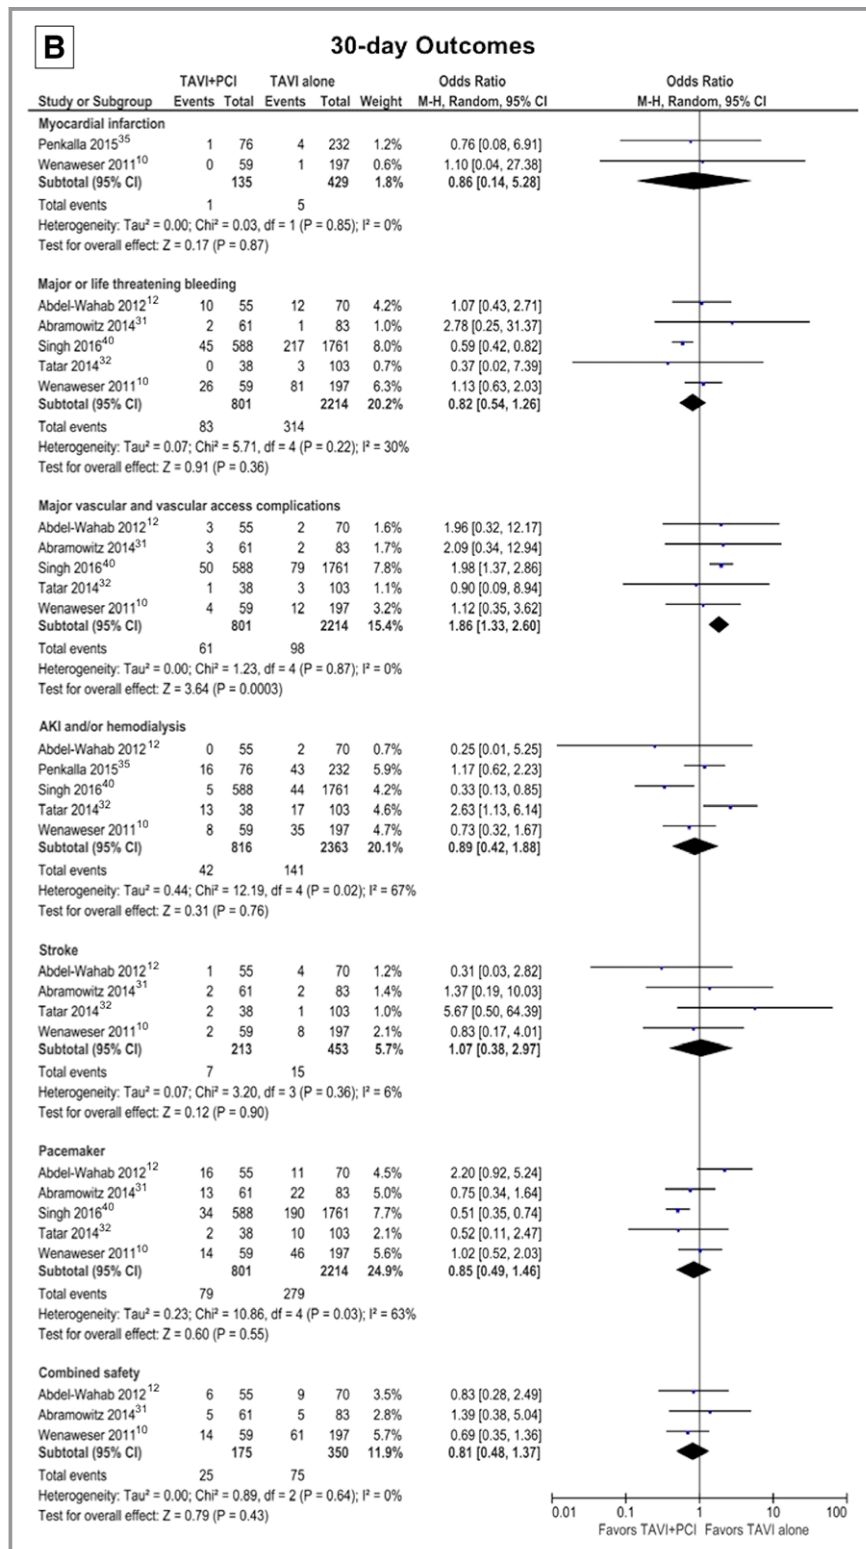 B
30-day Outcomes
TAVI+PCI TAVI alone Odds Ratio Odds Ratio
Study or Subgroup Events Total Events Total Weight M-H, Random, 95% CI M-H, Random, 95% CI
Myocardial infarction
Penkalla 2015³⁵ 1 76 4 232 1.2% 0.76 [0.08, 6.91]
Wenaweser 2011¹⁰ 0 59 1 197 0.6% 1.10 [0.04, 27.38]
Subtotal (95% CI) 135 429 1.8% 0.86 [0.14, 5.28]
Total events 1 5
Heterogeneity: Tau² = 0.00; Chi² = 0.03, df = 1 (P = 0.85); I² = 0%
Test for overall effect: Z = 0.17 (P = 0.87)
Major or life threatening bleeding
Abdel-Wahab 2012¹² 10 55 12 70 4.2% 1.07 [0.43, 2.71]
Abramowitz 2014³¹ 2 61 1 83 1.0% 2.78 [0.25, 31.37]
Singh 2016⁴⁰ 45 588 217 1761 8.0% 0.59 [0.42, 0.82]
Tatar 2014³² 0 38 3 103 0.7% 0.37 [0.02, 7.39]
Wenaweser 2011¹⁰ 26 59 81 197 6.3% 1.13 [0.63, 2.03]
Subtotal (95% CI) 801 2214 20.2% 0.82 [0.54, 1.26]
Total events 83 314
Heterogeneity: Tau² = 0.07; Chi² = 5.71, df = 4 (P = 0.22); I² = 30%
Test for overall effect: Z = 0.91 (P = 0.36)
Major vascular and vascular access complications
Abdel-Wahab 2012¹² 3 55 2 70 1.6% 1.96 [0.32, 12.17]
Abramowitz 2014³¹ 3 61 2 83 1.7% 2.09 [0.34, 12.94]
Singh 2016⁴⁰ 50 588 79 1761 7.8% 1.98 [1.37, 2.86]
Tatar 2014³² 1 38 3 103 1.1% 0.90 [0.09, 8.94]
Wenaweser 2011¹⁰ 4 59 12 197 3.2% 1.12 [0.35, 3.62]
Subtotal (95% CI) 801 2214 15.4% 1.86 [1.33, 2.60]
Total events 61 98
Heterogeneity: Tau² = 0.00; Chi² = 1.23, df = 4 (P = 0.87); I² = 0%
Test for overall effect: Z = 3.64 (P = 0.0003)
AKI and/or hemodialysis
Abdel-Wahab 2012¹² 0 55 2 70 0.7% 0.25 [0.01, 5.25]
Penkalla 2015³⁵ 16 76 43 232 5.9% 1.17 [0.62, 2.23]
Singh 2016⁴⁰ 5 588 44 1761 4.2% 0.33 [0.13, 0.85]
Tatar 2014³² 13 38 17 103 4.6% 2.63 [1.13, 6.14]
Wenaweser 2011¹⁰ 8 59 35 197 4.7% 0.73 [0.32, 1.67]
Subtotal (95% CI) 816 2363 20.1% 0.89 [0.42, 1.88]
Total events 42 141
Heterogeneity: Tau² = 0.44; Chi² = 12.19, df = 4 (P = 0.02); I² = 67%
Test for overall effect: Z = 0.31 (P = 0.76)
Stroke
Abdel-Wahab 2012¹² 1 55 4 70 1.2% 0.31 [0.03, 2.82]
Abramowitz 2014³¹ 2 61 2 83 1.4% 1.37 [0.19, 10.03]
Tatar 2014³² 2 38 1 103 1.0% 5.67 [0.50, 64.39]
Wenaweser 2011¹⁰ 2 59 8 197 2.1% 0.83 [0.17, 4.01]
Subtotal (95% CI) 213 453 5.7% 1.07 [0.38, 2.97]
Total events 7 15
Heterogeneity: Tau² = 0.07; Chi² = 3.20, df = 3 (P = 0.36); I² = 6%
Test for overall effect: Z = 0.12 (P = 0.90)
Pacemaker
Abdel-Wahab 2012¹² 16 55 11 70 4.5% 2.20 [0.92, 5.24]
Abramowitz 2014³¹ 13 61 22 83 5.0% 0.75 [0.34, 1.64]
Singh 2016⁴⁰ 34 588 190 1761 7.7% 0.51 [0.35, 0.74]
Tatar 2014³² 2 38 10 103 2.1% 0.52 [0.11, 2.47]
Wenaweser 2011¹⁰ 14 59 46 197 5.6% 1.02 [0.52, 2.03]
Subtotal (95% CI) 801 2214 24.9% 0.85 [0.49, 1.46]
Total events 79 279
Heterogeneity: Tau² = 0.23; Chi² = 10.86, df = 4 (P = 0.03); I² = 63%
Test for overall effect: Z = 0.60 (P = 0.55)
Combined safety
Abdel-Wahab 2012¹² 6 55 9 70 3.5% 0.83 [0.28, 2.49]
Abramowitz 2014³¹ 5 61 5 83 2.8% 1.39 [0.38, 5.04]
Wenaweser 2011¹⁰ 14 59 61 197 5.7% 0.69 [0.35, 1.36]
Subtotal (95% CI) 175 350 11.9% 0.81 [0.48, 1.37]
Total events 25 75
Heterogeneity: Tau² = 0.00; Chi² = 0.89, df = 2 (P = 0.64); I² = 0%
Test for overall effect: Z = 0.79 (P = 0.43)
0.01 0.1 1 10 100
Favors TAVI+PCI Favors TAVI alone